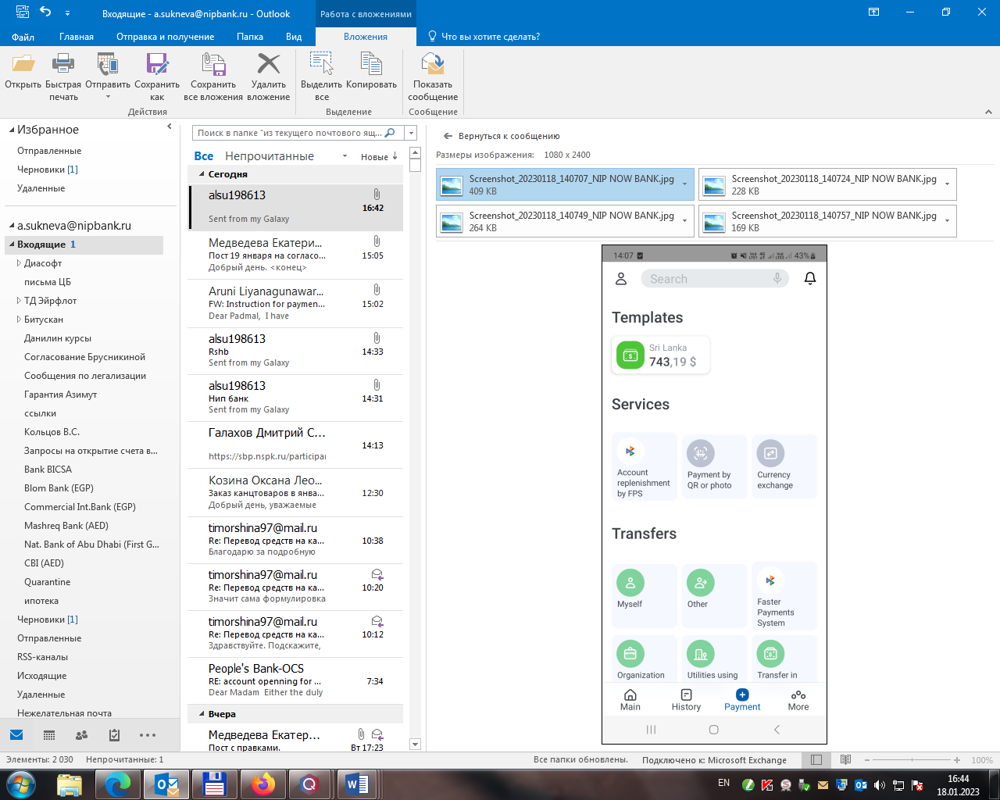 Входящие - a.sukneva@nipbank.ru - Outlook
Работа с вложениями
Файл
Главная
Отправка и получение
Папка
Вид
Вложения
Что вы хотите сделать?
Открыть
Быстрая печать
Отправить
Сохранить как
Сохранить все вложения
Удалить вложение
Выделить все
Копировать
Показать сообщение
Действия
Выделение
Сообщение
Избранное
Отправленные
Черновики [1]
Удаленные
a.sukneva@nipbank.ru
Входящие 1
Диасофт
письма ЦБ
ТД Эйрфлот
Битускан
Данилин курсы
Согласование Брусникиной
Сообщения по легализации
Гарантия Азимут
ссылки
Кольцов В.С.
Запросы на открытие счета в...
Bank BICSA
Blom Bank (EGP)
Commercial Int.Bank (EGP)
Mashreq Bank (AED)
Nat. Bank of Abu Dhabi (First G...
CBI (AED)
Quarantine
ипотека
Черновики [1]
Отправленные
RSS-каналы
Исходящие
Удаленные
Нежелательная почта
Поиск в папке "из текущего почтового ящ...
Все
Непрочитанные
Новые
Сегодня
alsu198613
16:42
Sent from my Galaxy
Медведева Екатери...
Пост 19 января на согласо...
15:05
Добрый день. <конец>
Aruni Liyanagunawar...
FW: Instruction for paymen...
15:02
Dear Padmal, I have
alsu198613
Rshb
14:33
Sent from my Galaxy
alsu198613
Нип банк
14:31
Sent from my Galaxy
Галахов Дмитрий С...
14:13
https://sbp.nspk.ru/participar
Козина Оксана Лео...
Заказ канцтоваров в янва...
12:30
Добрый день, уважаемые
timorshina97@mail.ru
Re: Перевод средств на ка...
10:38
Благодарю за подробную
timorshina97@mail.ru
Re: Перевод средств на ка...
10:20
Значит сама формулировка
timorshina97@mail.ru
Re: Перевод средств на ка...
10:12
Здравствуйте. Подскажите,
People's Bank-OCS
RE: account openning for ...
7:34
Dear Madam Either the duly
Вчера
Медведева Екатер...
Пост с правками.
Вт 17:23
Вернуться к сообщению
Размеры изображения: 1080 x 2400
Screenshot_20230118_140707_NIP NOW BANK.jpg
409 KB
Screenshot_20230118_140724_NIP NOW BANK.jpg
228 KB
Screenshot_20230118_140749_NIP NOW BANK.jpg
264 KB
Screenshot_20230118_140757_NIP NOW BANK.jpg
169 KB
14:07
43%
Search
Templates
Sri Lanka
743,19 $
Services
Account
replenishment
by FPS
Payment by
QR or photo
Currency
exchange
Transfers
Myself
Other
Faster
Payments
System
Organization
Utilities using
Transfer in
Main
History
Payment
More
Элементы: 2 030
Непрочитанные: 1
Все папки обновлены.
Подключено к: Microsoft Exchange
100%
EN
16:44
18.01.2023